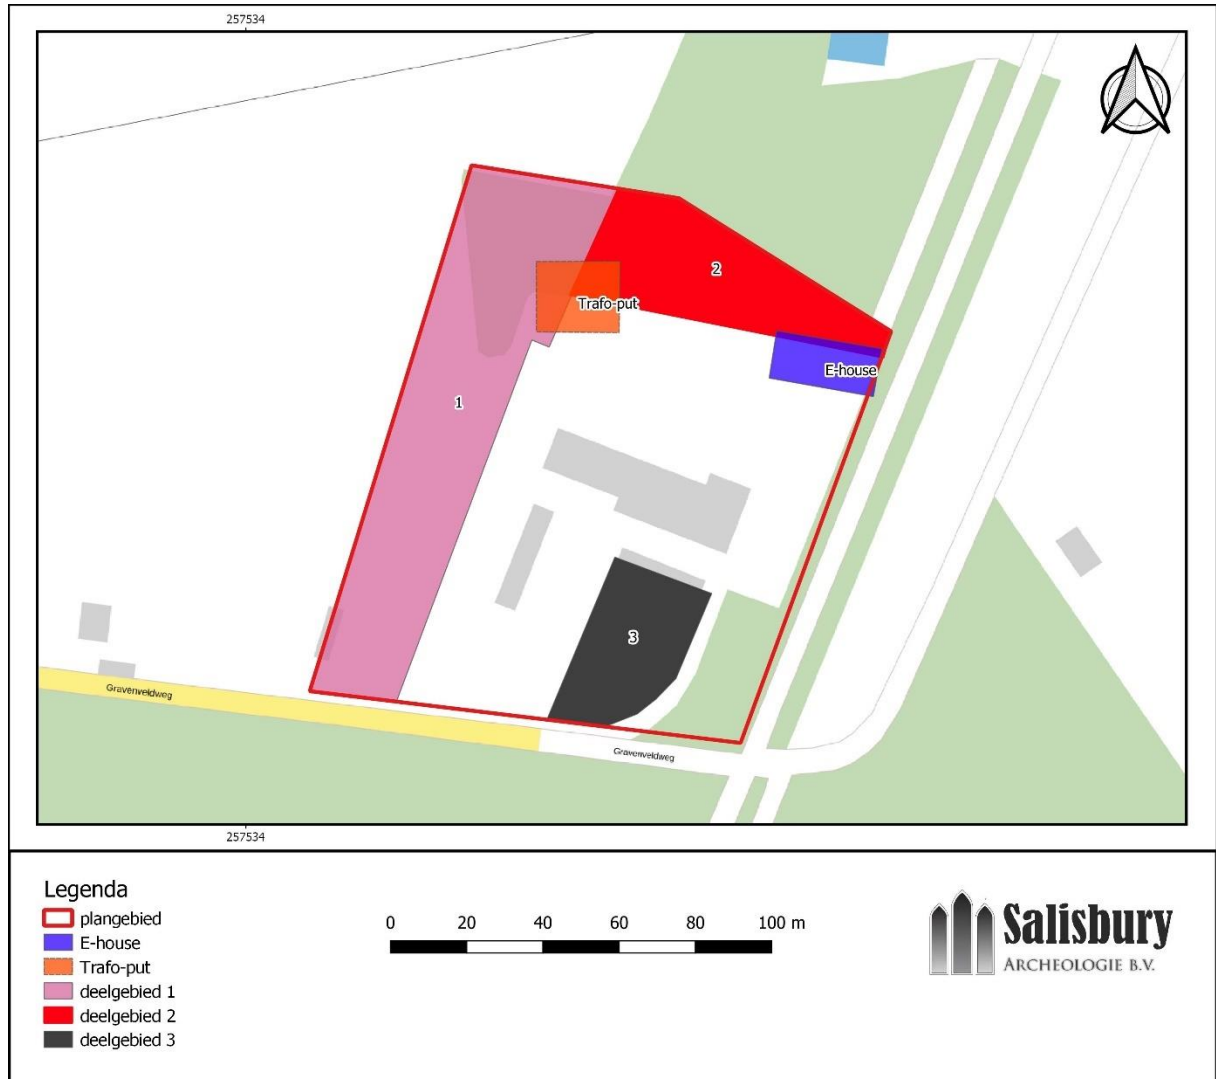 257534
2
Trafo-put
E-house
1
3
Gravenveldweg
Gravenveldweg
257534
Legenda
plangebied
E-house
Trafo-put
deelgebied 1
deelgebied 2
deelgebied 3
0 20 40 60 80 100 m
Salisbury
ARCHEOLOGIE B.V.